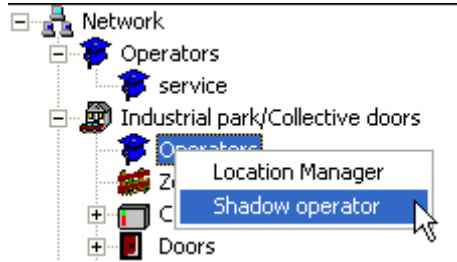 Network
Operators
service
Industrial park/Collective doors
Operators
Location Manager
Z
Shadow operator
C
Doors